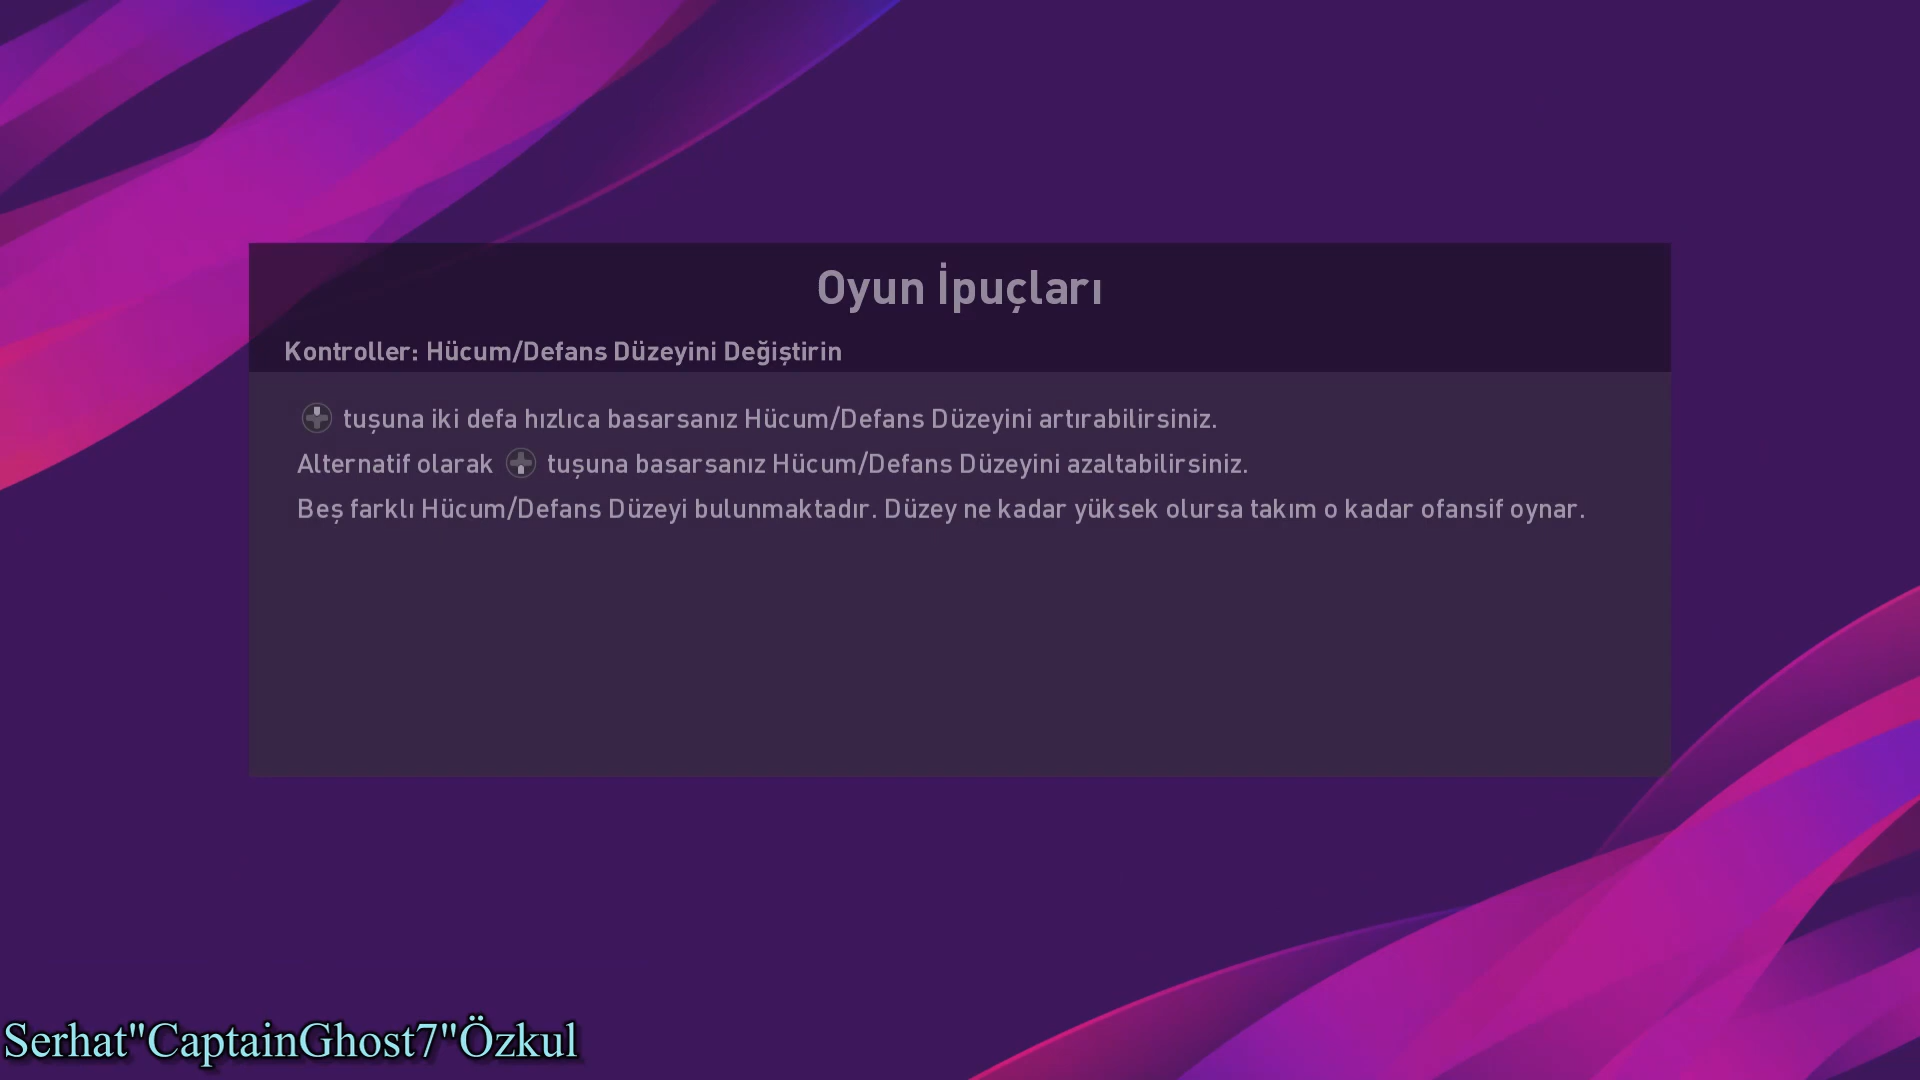 Oyun İpuçları
Kontroller: Hücum/Defans Düzeyini Değiştirin
tuşuna iki defa hızlıca basarsanız Hücum/Defans Düzeyini artırabilirsiniz.
Alternatif olarak tuşuna basarsanız Hücum/Defans Düzeyini azaltabilirsiniz.
Beş farklı Hücum/Defans Düzeyi bulunmaktadır. Düzey ne kadar yüksek olursa takım o kadar ofansif oynar.
Serhat"CaptainGhost7"Özkul